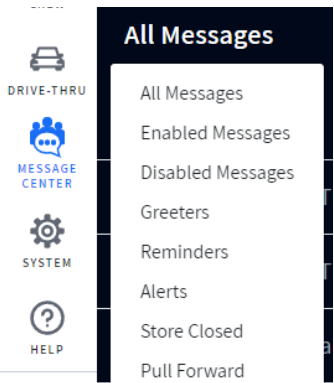 DRIVE-THRU
MESSAGE
CENTER
SYSTEM
?
HELP
All Messages
All Messages
Enabled Messages
Disabled Messages
Greeters
Reminders
Alerts
Store Closed
Pull Forward